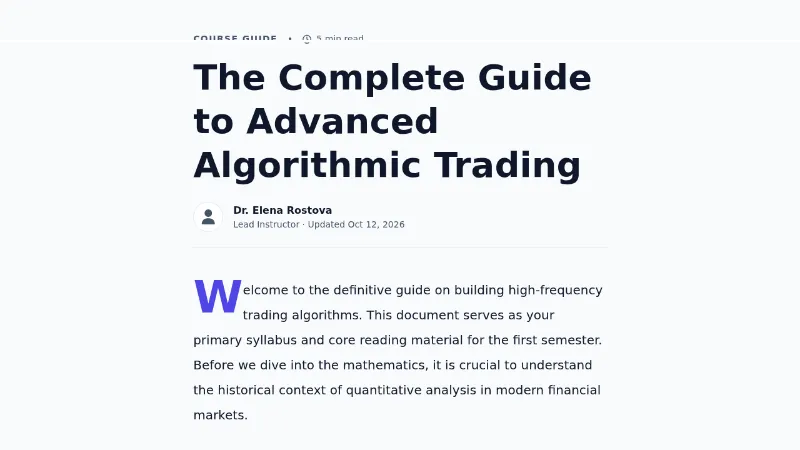 COURSE GUIDE • 5 min read
The Complete Guide
to Advanced
Algorithmic Trading
Dr. Elena Rostova
Lead Instructor · Updated Oct 12, 2026
Welcome to the definitive guide on building high-frequency
trading algorithms. This document serves as your
primary syllabus and core reading material for the first semester.
Before we dive into the mathematics, it is crucial to understand
the historical context of quantitative analysis in modern financial
markets.